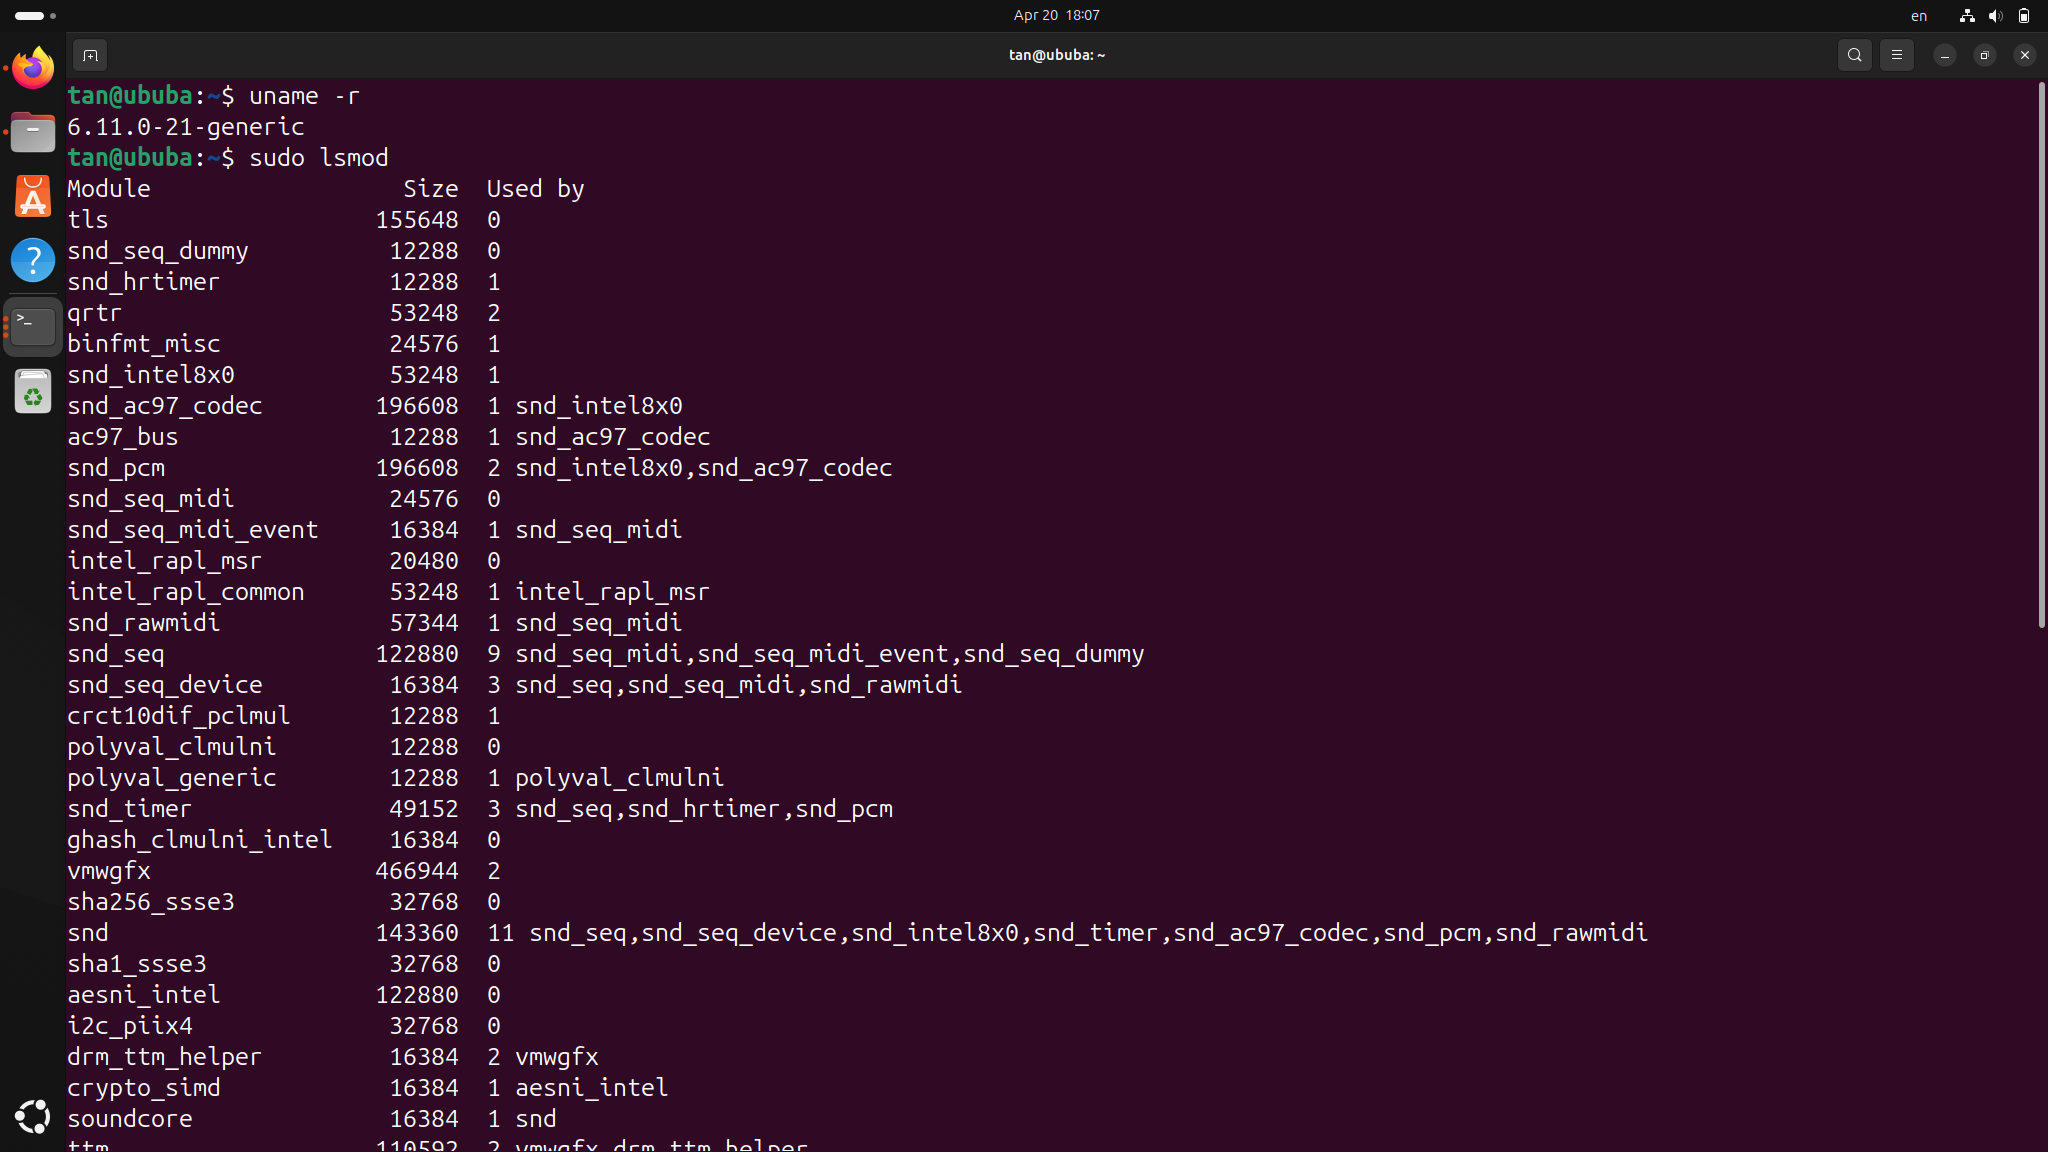 Apr 20  18:07
en
tan@ububa: ~
tan@ububa:~$ uname -r
6.11.0-21-generic
tan@ububa:~$ sudo lsmod
Module                  Size  Used by
tls                   155648  0
snd_seq_dummy          12288  0
snd_hrtimer            12288  1
qrtr                   53248  2
binfmt_misc            24576  1
snd_intel8x0           53248  1
snd_ac97_codec        196608  1 snd_intel8x0
ac97_bus               12288  1 snd_ac97_codec
snd_pcm               196608  2 snd_intel8x0,snd_ac97_codec
snd_seq_midi           24576  0
snd_seq_midi_event     16384  1 snd_seq_midi
intel_rapl_msr         20480  0
intel_rapl_common      53248  1 intel_rapl_msr
snd_rawmidi            57344  1 snd_seq_midi
snd_seq               122880  9 snd_seq_midi,snd_seq_midi_event,snd_seq_dummy
snd_seq_device         16384  3 snd_seq,snd_seq_midi,snd_rawmidi
crct10dif_pclmul       12288  1
polyval_clmulni        12288  0
polyval_generic        12288  1 polyval_clmulni
snd_timer              49152  3 snd_seq,snd_hrtimer,snd_pcm
ghash_clmulni_intel    16384  0
vmwgfx                466944  2
sha256_ssse3           32768  0
snd                   143360  11 snd_seq,snd_seq_device,snd_intel8x0,snd_timer,snd_ac97_codec,snd_pcm,snd_rawmidi
sha1_ssse3             32768  0
aesni_intel           122880  0
i2c_piix4              32768  0
drm_ttm_helper         16384  2 vmwgfx
crypto_simd            16384  1 aesni_intel
soundcore              16384  1 snd
ttm                   110592  2 vmwgfx,drm_ttm_helper